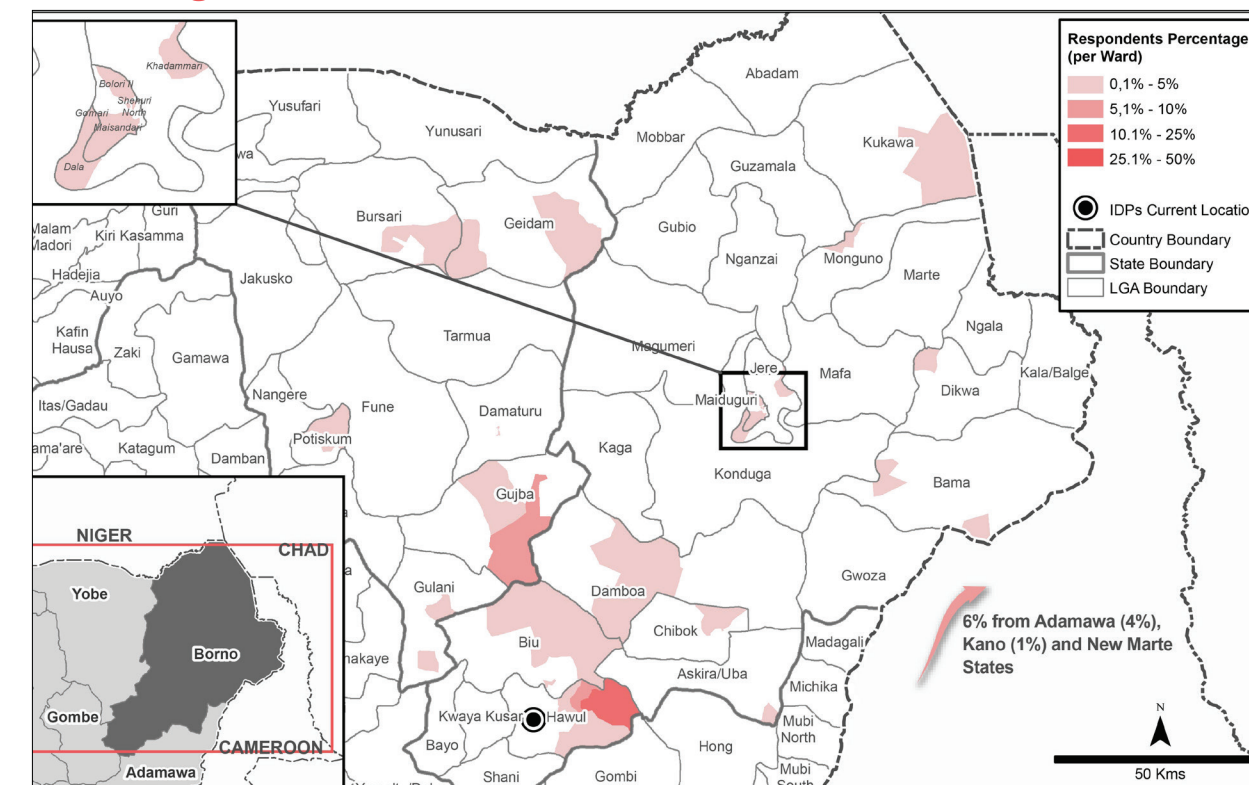 Khadammari
Bolori Ii
Shehuri
North
Gomari
Maisandari
Dala
Respondents Percentage
(per Ward)
0,1% - 5%
5,1% - 10%
10.1% - 25%
25.1% - 50%
IDPs Current Locatio
Country Boundary
State Boundary
LGA Boundary
Abadam
Yusufari
Yunusari
Mobbar
Kukawa
wa
Guzamala
Guri
Bursari
Geidam
Gubio
Malam
Madori
Kiri Kasamma
Nganzai
Monguno
Marte
Hadejia
Jakusko
Auyo
Kafin
Hausa
Zaki
Gamawa
Tarmua
Magumeri
Ngala
Jere
Mafa
Kala/Balge
Dikwa
Nangere
Maiduguri
Itas/Gadau
Fune
Damaturu
Potiskum
ama'are
Katagum
Damban
Kaga
Konduga
Bama
Gujba
NIGER
CHAD
Yobe
Borno
Gombe
CAMEROON
Adamawa
a
a
Gulani
Damboa
Gwoza
Chibok
Biu
Madagali
nakaye
Askira/Uba
Michika
Kwaya Kusar
Hawul
Mubi
North
Bayo
Hong
Shani
Gombi
Mubi
6% from Adamawa (4%),
Kano (1%) and New Marte
States
N
50 Kms